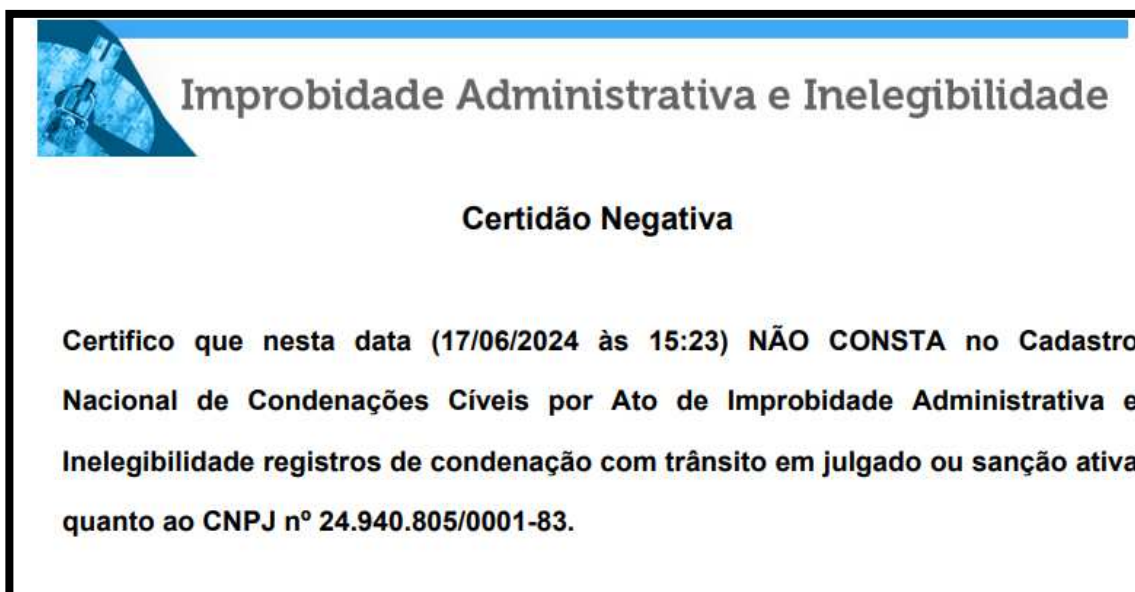 Improbidade Administrativa e Inelegibilidade
Certidão Negativa
Certifico que nesta data (17/06/2024 às 15:23) NÃO CONSTA no Cadastro
Nacional de Condenações Cíveis por Ato de Improbidade Administrativa e
Inelegibilidade registros de condenação com trânsito em julgado ou sanção ativa
quanto ao CNPJ nº 24.940.805/0001-83.